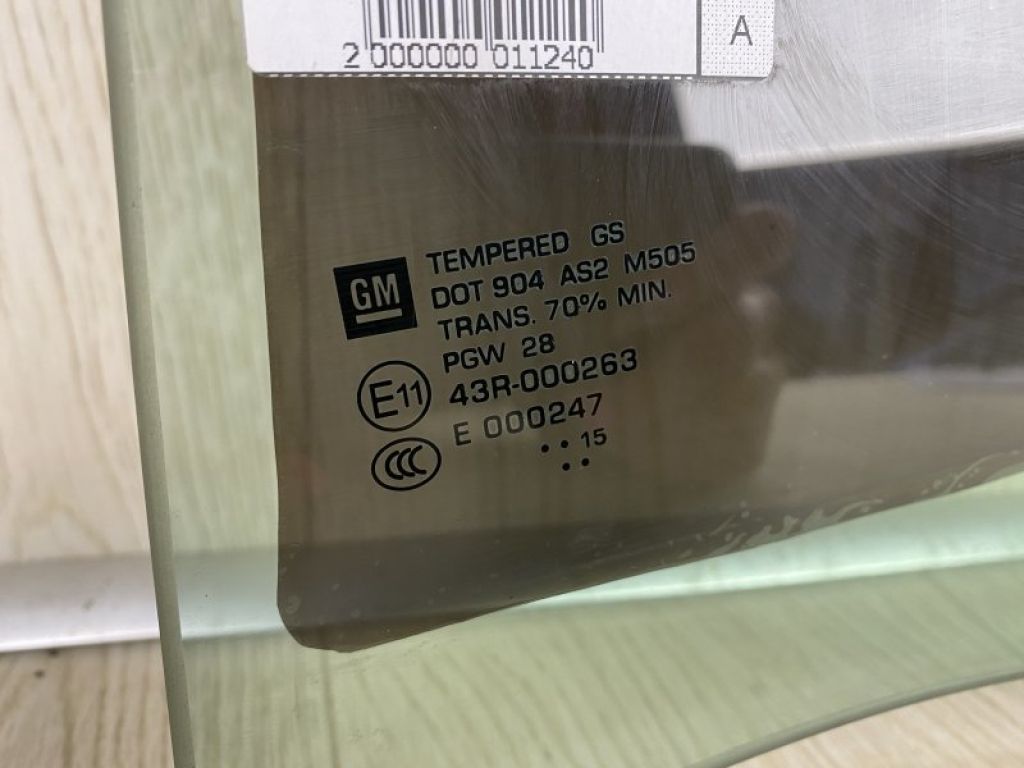 2 000000 011240
A
TEMPERED GS
GM
DOT 904 AS2 M505
TRANS. 70% MIN.
PGW 28
E11
43R-000263
E 000247
CCC
·· 15
··